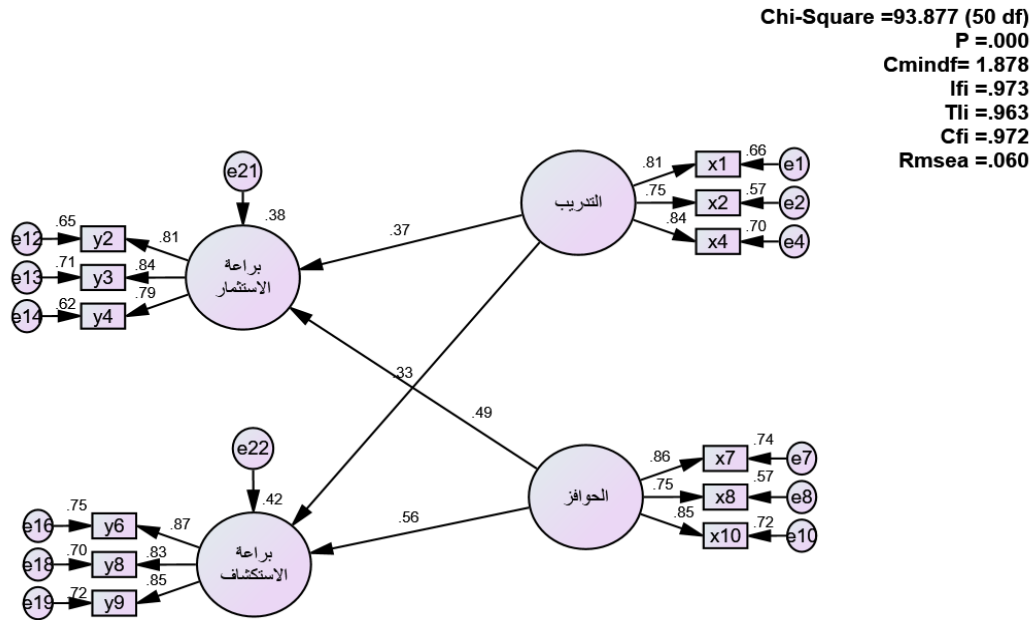 Chi-Square =93.877 (50 df)
P =.000
Cmindf= 1.878
Ifi =.973
Tli =.963
Cfi =.972
Rmsea =.060
e21
.38
e12
.65
y2
.81
e13
.71
y3
.84
e14
.62
y4
.79
براعة
الاستثمار
.37
التدريب
.81
x1
.66
e1
.75
x2
.57
e2
.84
x4
.70
e4
.33
.49
e22
.42
e16
.75
y6
.87
e18
.70
y8
.83
e19
.72
y9
.85
براعة
الاستكشاف
.56
الحوافز
.86
x7
.74
e7
.75
x8
.57
e8
.85
x10
.72
e10